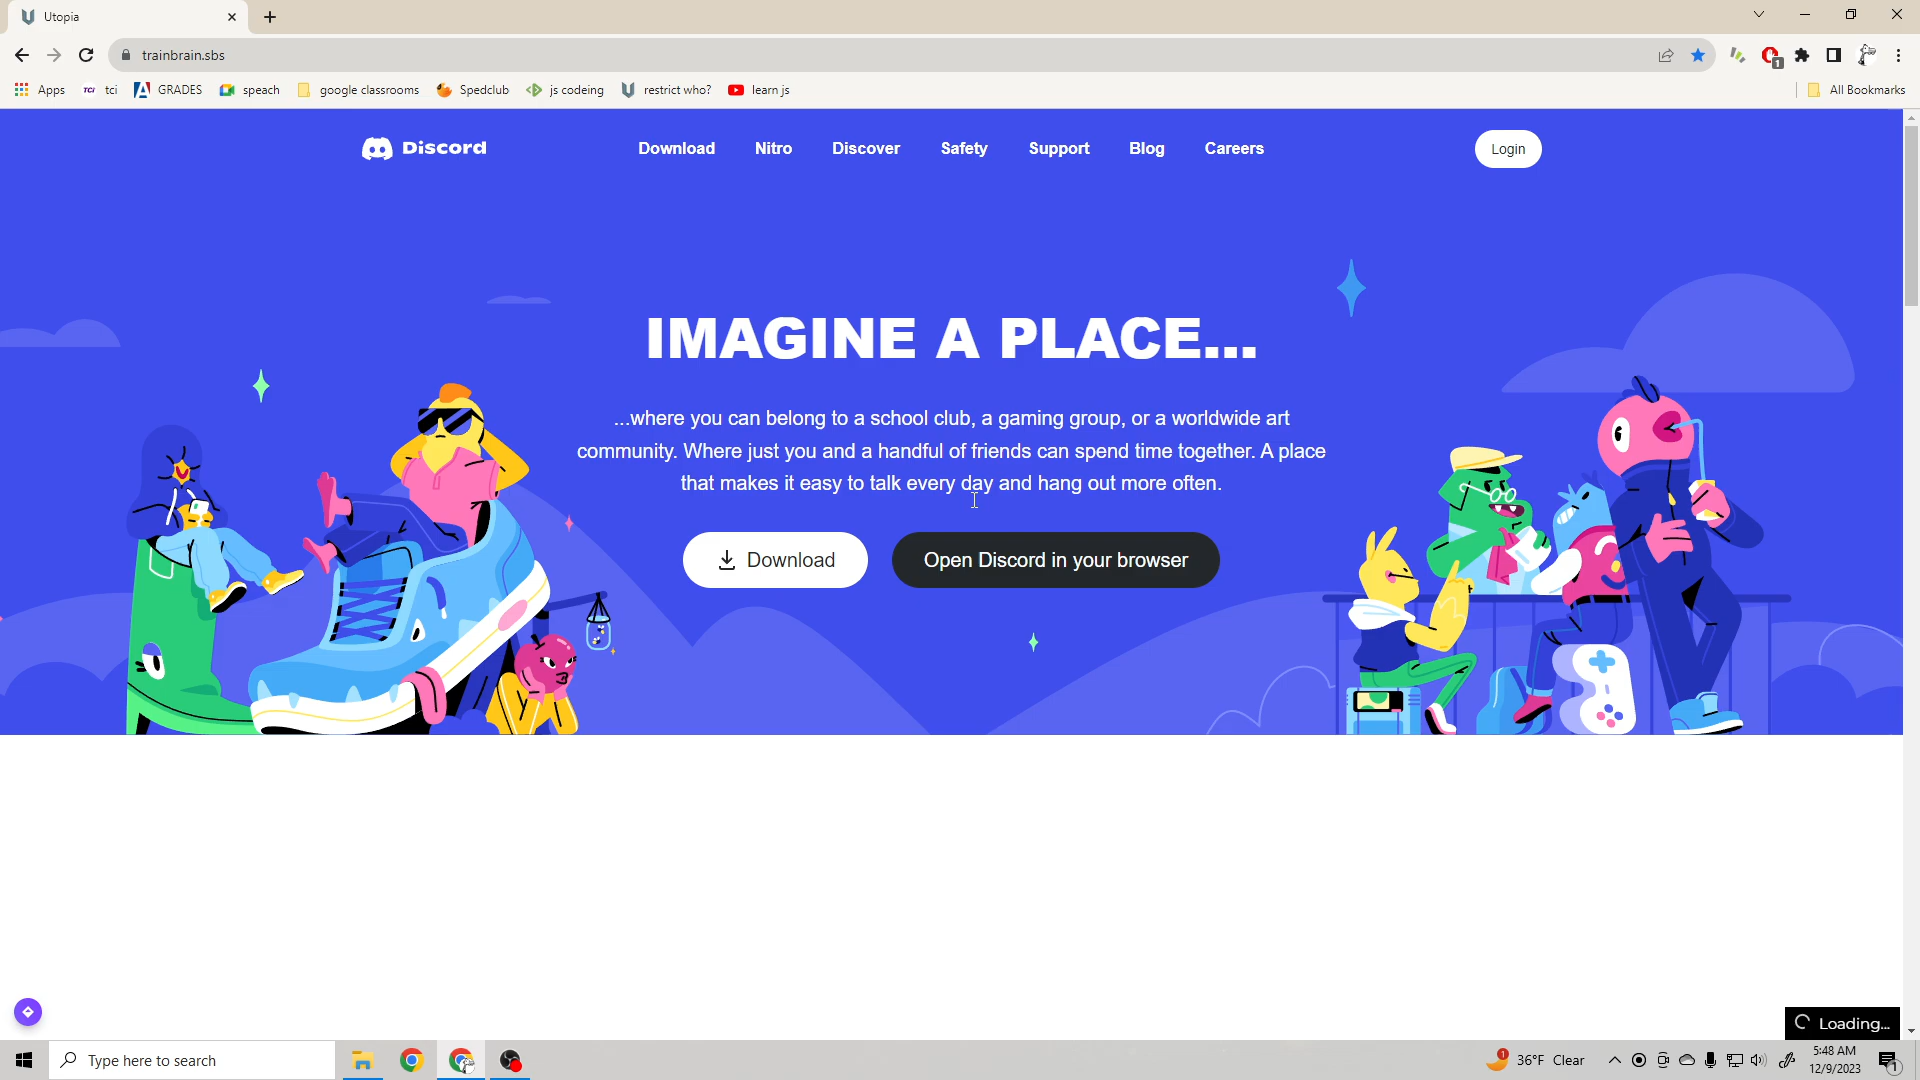 Utopia
trainbrain.sbs
1
Apps
tci
tci
GRADES
speach
google classrooms
Spedclub
js codeing
restrict who?
learn js
All Bookmarks
Discord
Download
Nitro
Discover
Safety
Support
Blog
Careers
Login
IMAGINE A PLACE...
...where you can belong to a school club, a gaming group, or a worldwide art
community. Where just you and a handful of friends can spend time together. A place
that makes it easy to talk every day and hang out more often.
Download
Open Discord in your browser
Loading...
Type here to search
1
36°F Clear
5:48 AM
12/9/2023
1